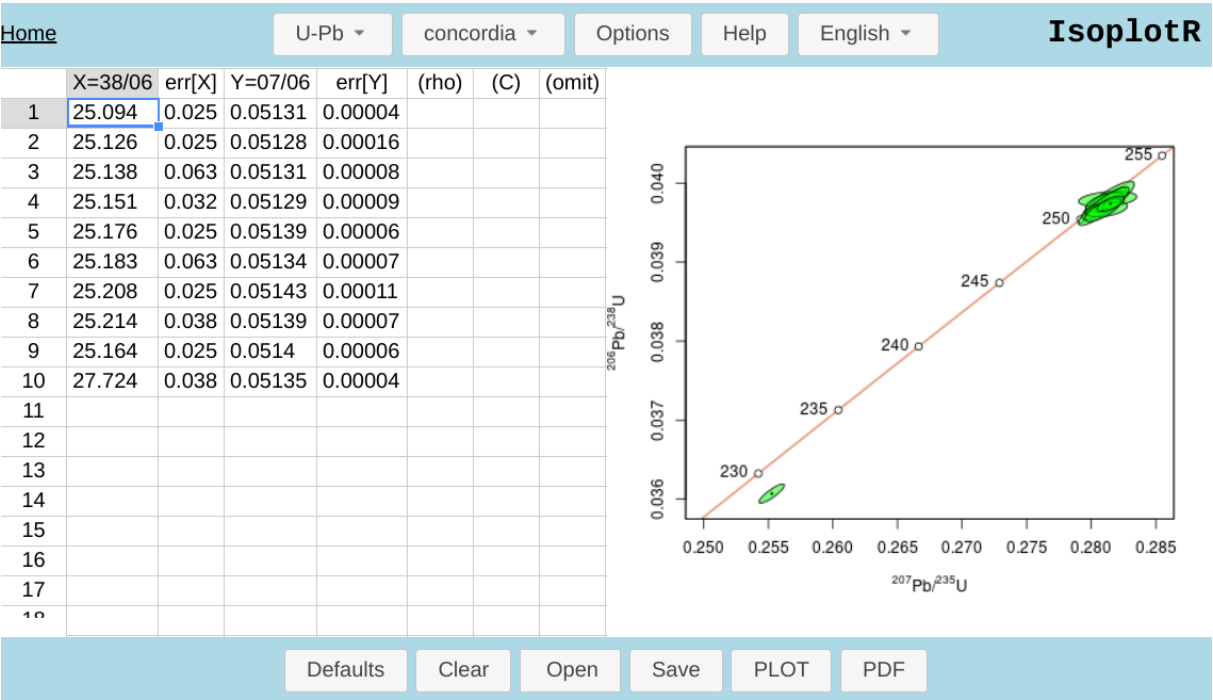 Home U-Pb concordia Options Help English IsoplotR
X=38/06 err[X] Y=07/06 err[Y] (rho) (C) (omit)
1 25.094 0.025 0.05131 0.00004
2 25.126 0.025 0.05128 0.00016
3 25.138 0.063 0.05131 0.00008
4 25.151 0.032 0.05129 0.00009
5 25.176 0.025 0.05139 0.00006
6 25.183 0.063 0.05134 0.00007
7 25.208 0.025 0.05143 0.00011
8 25.214 0.038 0.05139 0.00007
9 25.164 0.025 0.0514 0.00006
10 27.724 0.038 0.05135 0.00004
11
12
13
14
15
16
17
18
206Pb/238U
0.040
0.039
0.038
0.037
0.036
255
250
245
240
235
230
0.250 0.255 0.260 0.265 0.270 0.275 0.280 0.285
207Pb/235U
Defaults Clear Open Save PLOT PDF